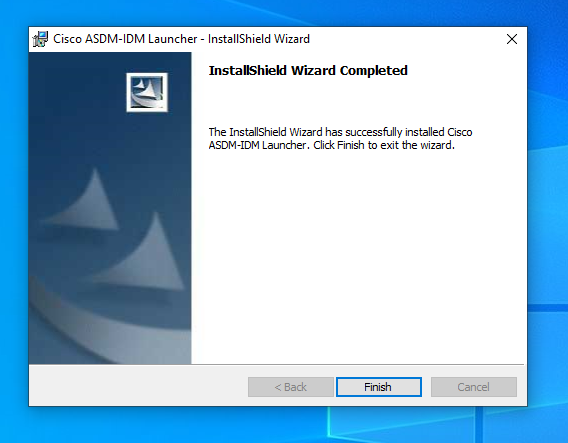 Cisco ASDM-IDM Launcher - InstallShield Wizard
InstallShield Wizard Completed
The InstallShield Wizard has successfully installed Cisco
ASDM-IDM Launcher. Click Finish to exit the wizard.
< Back
Finish
Cancel